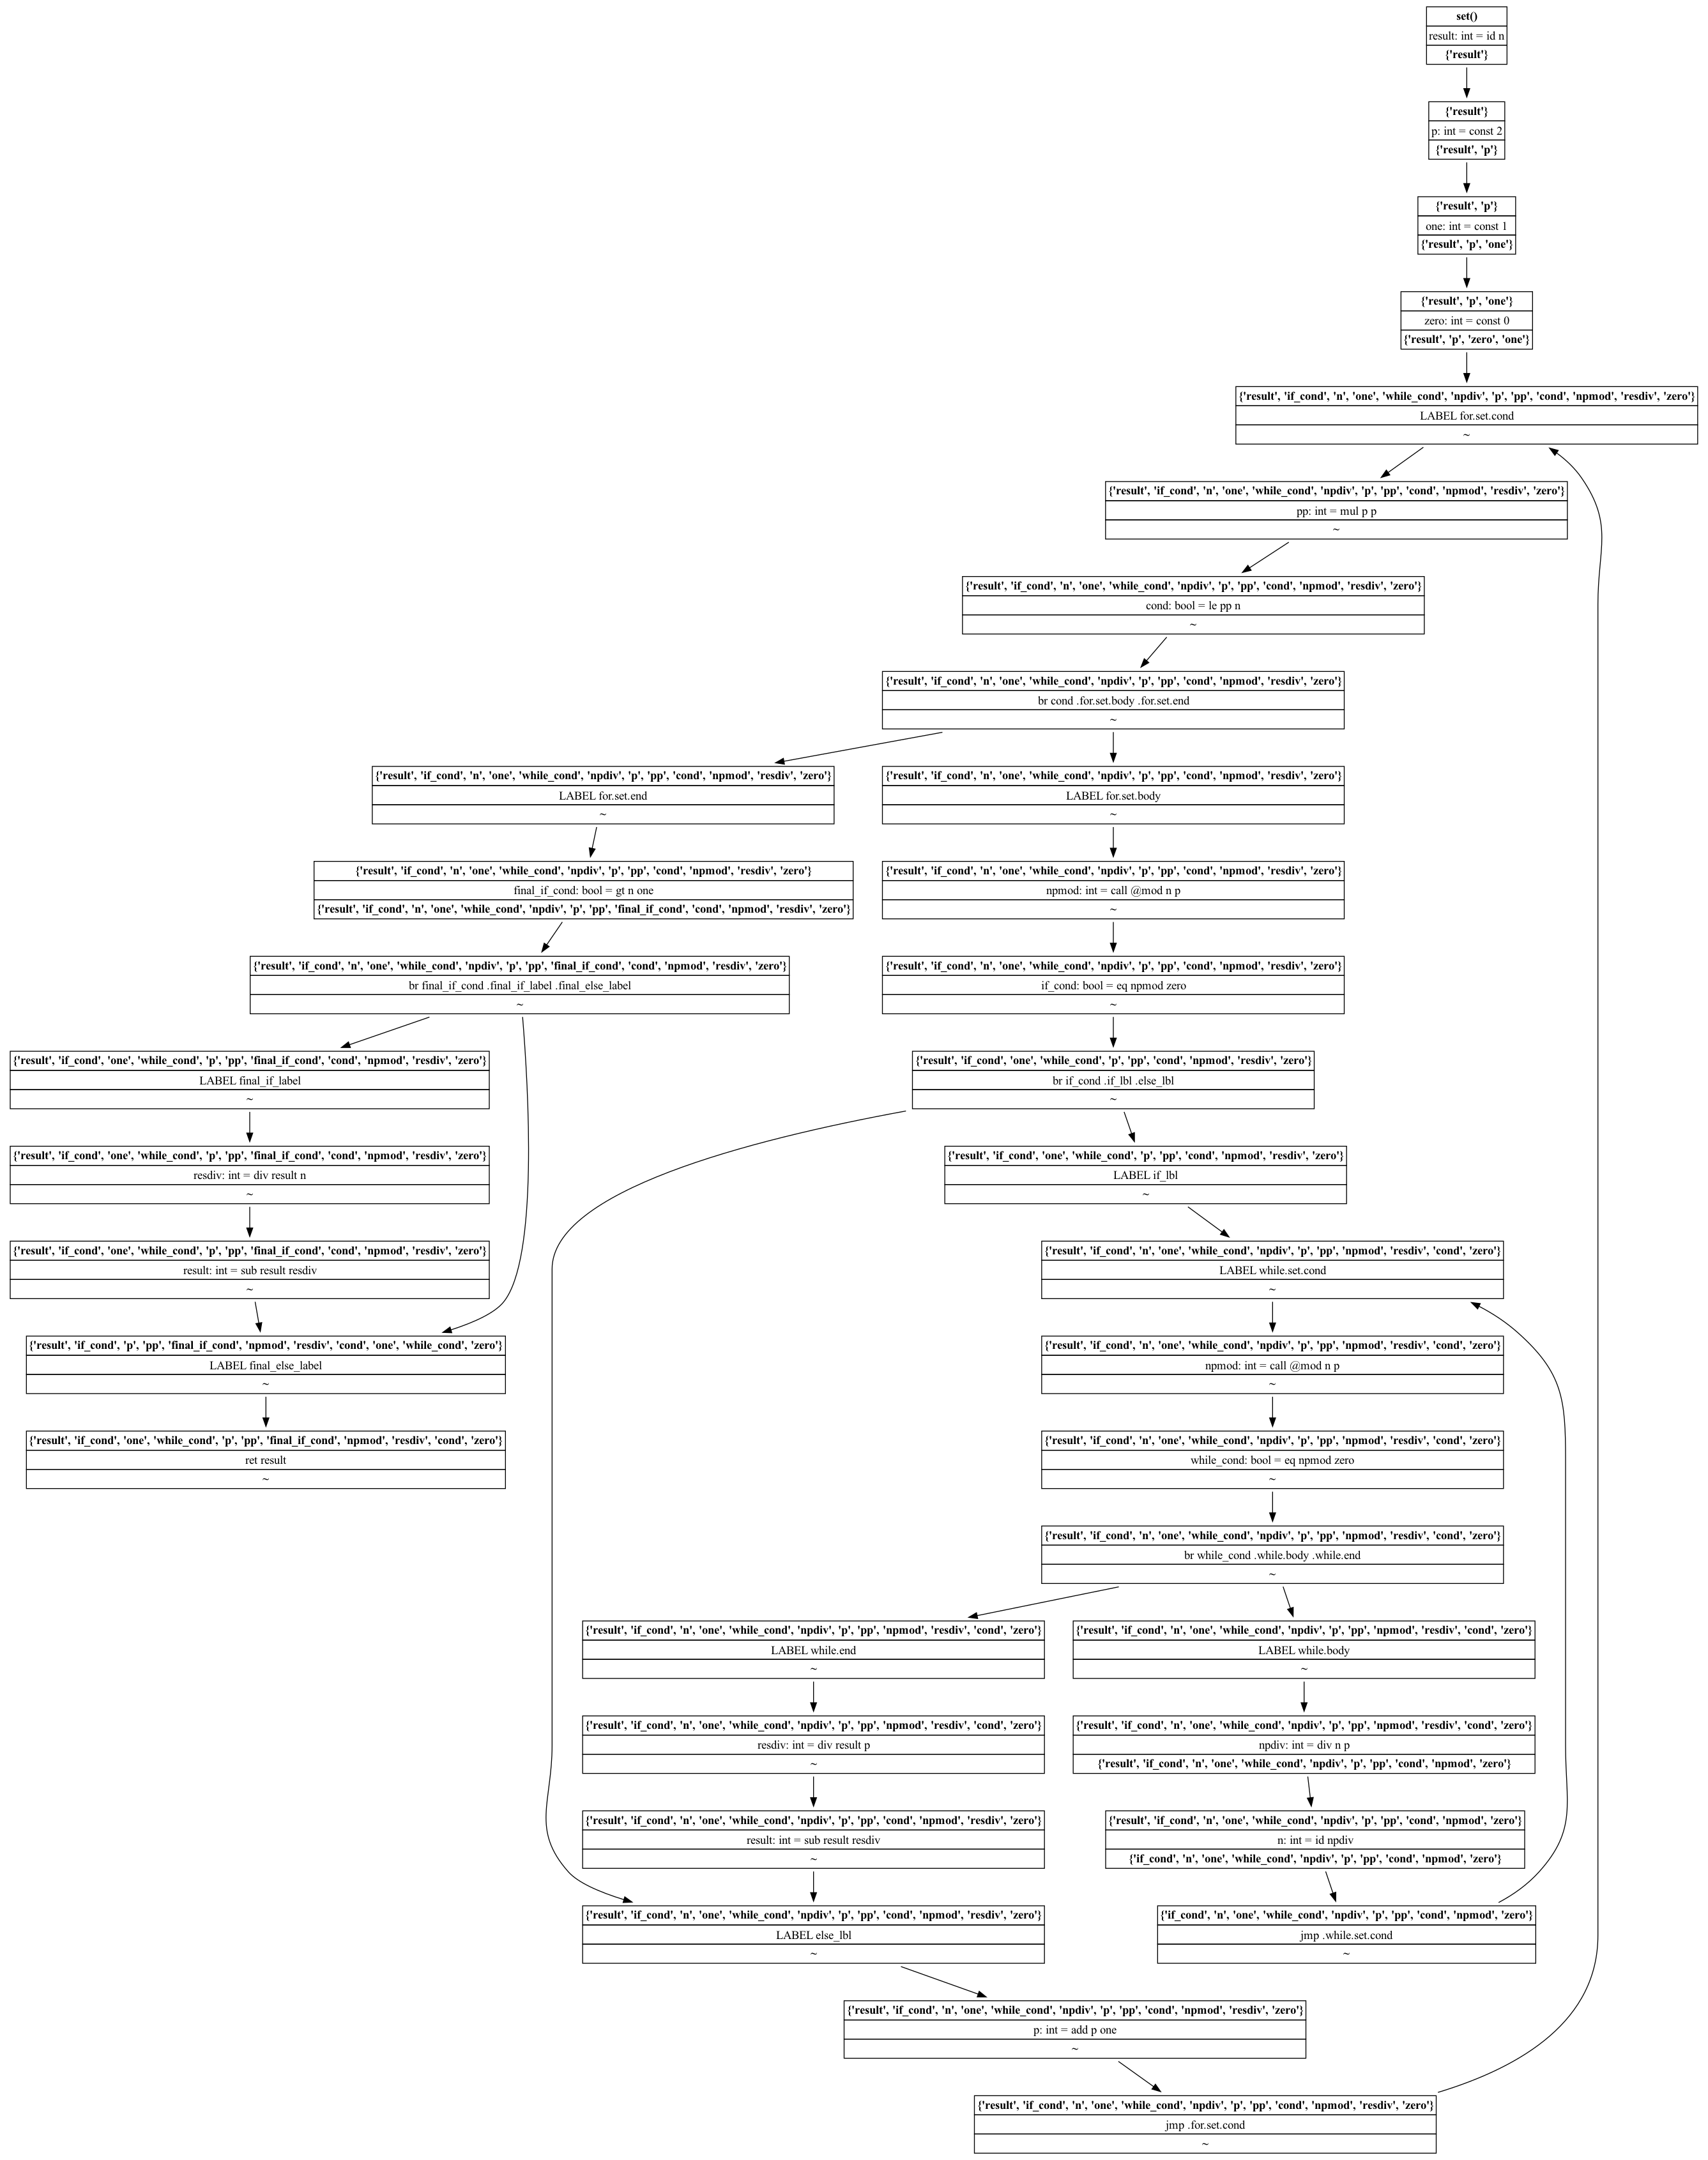 set()
result: int = id n
{'result'}
{'result'}
p: int = const 2
{'result', 'p'}
{'result', 'p'}
one: int = const 1
{'result', 'p', 'one'}
{'result', 'p', 'one'}
zero: int = const 0
{'result', 'p', 'zero', 'one'}
{'result', 'if_cond', 'n', 'one', 'while_cond', 'npdiv', 'p', 'pp', 'cond', 'npmod', 'resdiv', 'zero'}
LABEL for.set.cond
~
{'result', 'if_cond', 'n', 'one', 'while_cond', 'npdiv', 'p', 'pp', 'cond', 'npmod', 'resdiv', 'zero'}
pp: int = mul p p
~
{'result', 'if_cond', 'n', 'one', 'while_cond', 'npdiv', 'p', 'pp', 'cond', 'npmod', 'resdiv', 'zero'}
cond: bool = le pp n
~
{'result', 'if_cond', 'n', 'one', 'while_cond', 'npdiv', 'p', 'pp', 'cond', 'npmod', 'resdiv', 'zero'}
br cond .for.set.body .for.set.end
~
{'result', 'if_cond', 'n', 'one', 'while_cond', 'npdiv', 'p', 'pp', 'cond', 'npmod', 'resdiv', 'zero'}
LABEL for.set.end
~
{'result', 'if_cond', 'n', 'one', 'while_cond', 'npdiv', 'p', 'pp', 'cond', 'npmod', 'resdiv', 'zero'}
LABEL for.set.body
~
{'result', 'if_cond', 'n', 'one', 'while_cond', 'npdiv', 'p', 'pp', 'cond', 'npmod', 'resdiv', 'zero'}
final_if_cond: bool = gt n one
{'result', 'if_cond', 'n', 'one', 'while_cond', 'npdiv', 'p', 'pp', 'final_if_cond', 'cond', 'npmod', 'resdiv', 'zero'}
{'result', 'if_cond', 'n', 'one', 'while_cond', 'npdiv', 'p', 'pp', 'cond', 'npmod', 'resdiv', 'zero'}
npmod: int = call @mod n p
~
{'result', 'if_cond', 'n', 'one', 'while_cond', 'npdiv', 'p', 'pp', 'final_if_cond', 'cond', 'npmod', 'resdiv', 'zero'}
br final_if_cond .final_if_label .final_else_label
~
{'result', 'if_cond', 'n', 'one', 'while_cond', 'npdiv', 'p', 'pp', 'cond', 'npmod', 'resdiv', 'zero'}
if_cond: bool = eq npmod zero
~
{'result', 'if_cond', 'one', 'while_cond', 'p', 'pp', 'final_if_cond', 'cond', 'npmod', 'resdiv', 'zero'}
LABEL final_if_label
~
{'result', 'if_cond', 'one', 'while_cond', 'p', 'pp', 'cond', 'npmod', 'resdiv', 'zero'}
br if_cond .if_lbl .else_lbl
~
{'result', 'if_cond', 'one', 'while_cond', 'p', 'pp', 'final_if_cond', 'cond', 'npmod', 'resdiv', 'zero'}
resdiv: int = div result n
~
{'result', 'if_cond', 'one', 'while_cond', 'p', 'pp', 'cond', 'npmod', 'resdiv', 'zero'}
LABEL if_lbl
~
{'result', 'if_cond', 'one', 'while_cond', 'p', 'pp', 'final_if_cond', 'cond', 'npmod', 'resdiv', 'zero'}
result: int = sub result resdiv
~
{'result', 'if_cond', 'n', 'one', 'while_cond', 'npdiv', 'p', 'pp', 'npmod', 'resdiv', 'cond', 'zero'}
LABEL while.set.cond
~
{'result', 'if_cond', 'p', 'pp', 'final_if_cond', 'npmod', 'resdiv', 'cond', 'one', 'while_cond', 'zero'}
LABEL final_else_label
~
{'result', 'if_cond', 'n', 'one', 'while_cond', 'npdiv', 'p', 'pp', 'npmod', 'resdiv', 'cond', 'zero'}
npmod: int = call @mod n p
~
{'result', 'if_cond', 'one', 'while_cond', 'p', 'pp', 'final_if_cond', 'npmod', 'resdiv', 'cond', 'zero'}
ret result
~
{'result', 'if_cond', 'n', 'one', 'while_cond', 'npdiv', 'p', 'pp', 'npmod', 'resdiv', 'cond', 'zero'}
while_cond: bool = eq npmod zero
~
{'result', 'if_cond', 'n', 'one', 'while_cond', 'npdiv', 'p', 'pp', 'npmod', 'resdiv', 'cond', 'zero'}
br while_cond .while.body .while.end
~
{'result', 'if_cond', 'n', 'one', 'while_cond', 'npdiv', 'p', 'pp', 'npmod', 'resdiv', 'cond', 'zero'}
LABEL while.end
~
{'result', 'if_cond', 'n', 'one', 'while_cond', 'npdiv', 'p', 'pp', 'npmod', 'resdiv', 'cond', 'zero'}
LABEL while.body
~
{'result', 'if_cond', 'n', 'one', 'while_cond', 'npdiv', 'p', 'pp', 'npmod', 'resdiv', 'cond', 'zero'}
resdiv: int = div result p
~
{'result', 'if_cond', 'n', 'one', 'while_cond', 'npdiv', 'p', 'pp', 'npmod', 'resdiv', 'cond', 'zero'}
npdiv: int = div n p
{'result', 'if_cond', 'n', 'one', 'while_cond', 'npdiv', 'p', 'pp', 'cond', 'npmod', 'zero'}
{'result', 'if_cond', 'n', 'one', 'while_cond', 'npdiv', 'p', 'pp', 'cond', 'npmod', 'resdiv', 'zero'}
result: int = sub result resdiv
~
{'result', 'if_cond', 'n', 'one', 'while_cond', 'npdiv', 'p', 'pp', 'cond', 'npmod', 'zero'}
n: int = id npdiv
{'if_cond', 'n', 'one', 'while_cond', 'npdiv', 'p', 'pp', 'cond', 'npmod', 'zero'}
{'result', 'if_cond', 'n', 'one', 'while_cond', 'npdiv', 'p', 'pp', 'cond', 'npmod', 'resdiv', 'zero'}
LABEL else_lbl
~
{'if_cond', 'n', 'one', 'while_cond', 'npdiv', 'p', 'pp', 'cond', 'npmod', 'zero'}
jmp .while.set.cond
~
{'result', 'if_cond', 'n', 'one', 'while_cond', 'npdiv', 'p', 'pp', 'cond', 'npmod', 'resdiv', 'zero'}
p: int = add p one
~
{'result', 'if_cond', 'n', 'one', 'while_cond', 'npdiv', 'p', 'pp', 'cond', 'npmod', 'resdiv', 'zero'}
jmp .for.set.cond
~